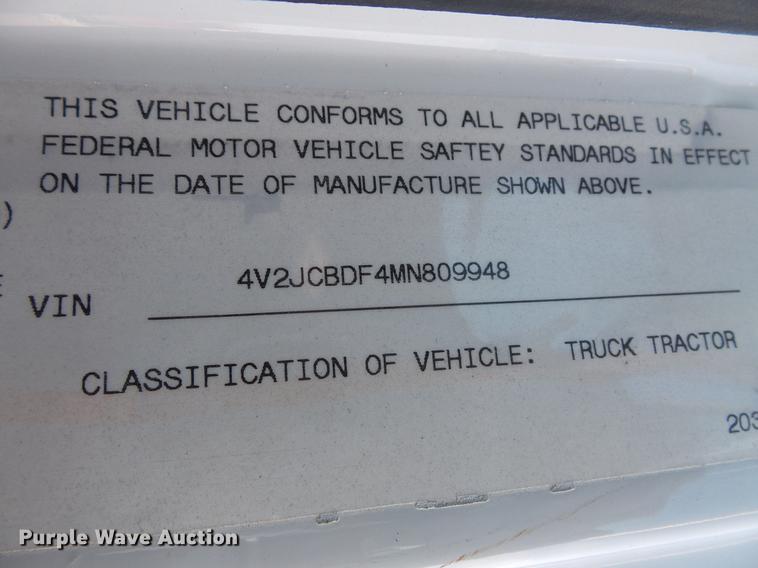 THIS VEHICLE CONFORMS TO ALL APPLICABLE U.S.A.
FEDERAL MOTOR VEHICLE SAFTEY STANDARDS IN EFFECT
ON THE DATE OF MANUFACTURE SHOWN ABOVE.
)
VIN 4V2JCBDF4MN809948
CLASSIFICATION OF VEHICLE: TRUCK TRACTOR
203
Purple Wave Auction